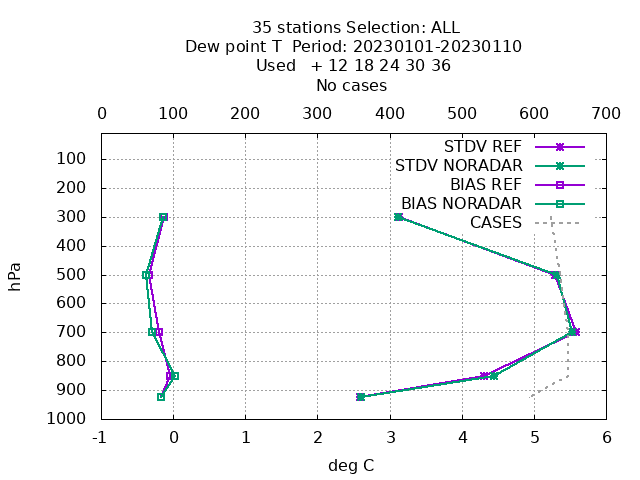 35 stations Selection: ALL
Dew point T  Period: 20230101-20230110
Used   + 12 18 24 30 36
No cases
0 100 200 300 400 500 600 700
STDV REF
STDV NORADAR
BIAS REF
BIAS NORADAR
CASES
100
200
300
400
500
600
700
800
900
1000
hPa
-1 0 1 2 3 4 5 6
deg C